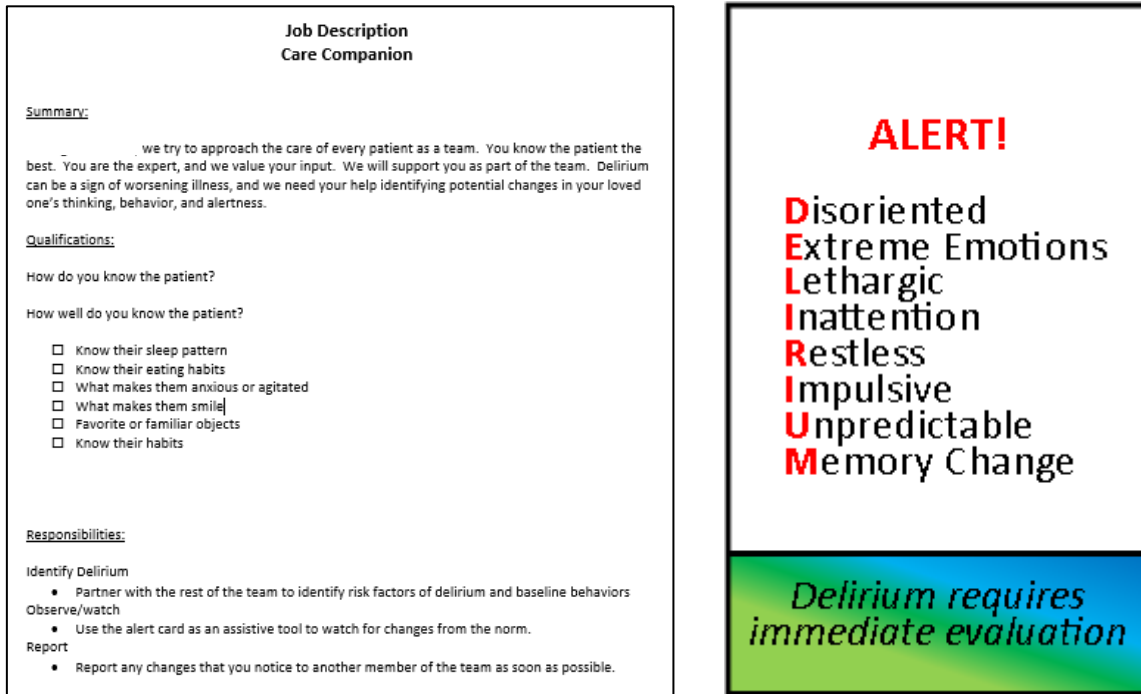 Job Description
Care Companion
Summary:
we try to approach the care of every patient as a team. You know the patient the
best. You are the expert, and we value your input. We will support you as part of the team. Delirium
can be a sign of worsening illness, and we need your help identifying potential changes in your loved
one's thinking, behavior, and alertness.
Qualifications:
How do you know the patient?
How well do you know the patient?
☐ Know their sleep pattern
☐ Know their eating habits
☐ What makes them anxious or agitated
☐ What makes them smile
☐ Favorite or familiar objects
☐ Know their habits
Responsibilities:
Identify Delirium
• Partner with the rest of the team to identify risk factors of delirium and baseline behaviors
Observe/watch
• Use the alert card as an assistive tool to watch for changes from the norm.
Report
• Report any changes that you notice to another member of the team as soon as possible.
ALERT!
Disoriented
Extreme Emotions
Lethargic
Inattention
Restless
Impulsive
Unpredictable
Memory Change
Delirium requires
immediate evaluation